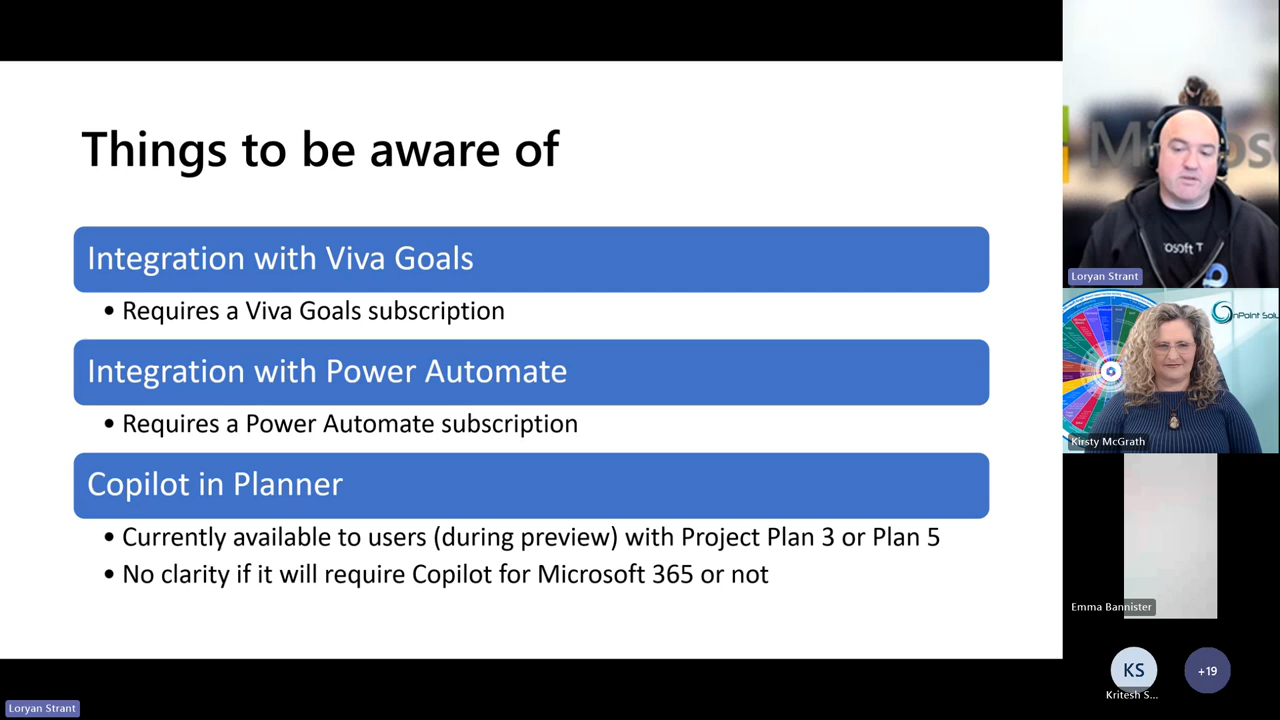 Things to be aware of
Integration with Viva Goals
• Requires a Viva Goals subscription
Integration with Power Automate
• Requires a Power Automate subscription
Copilot in Planner
• Currently available to users (during preview) with Project Plan 3 or Plan 5
• No clarity if it will require Copilot for Microsoft 365 or not
Loryan Strant
osoft T
Loryan Strant
nPoint Solu
Kirsty McGrath
Emma Bannister
KS
+19
Kritesh S...